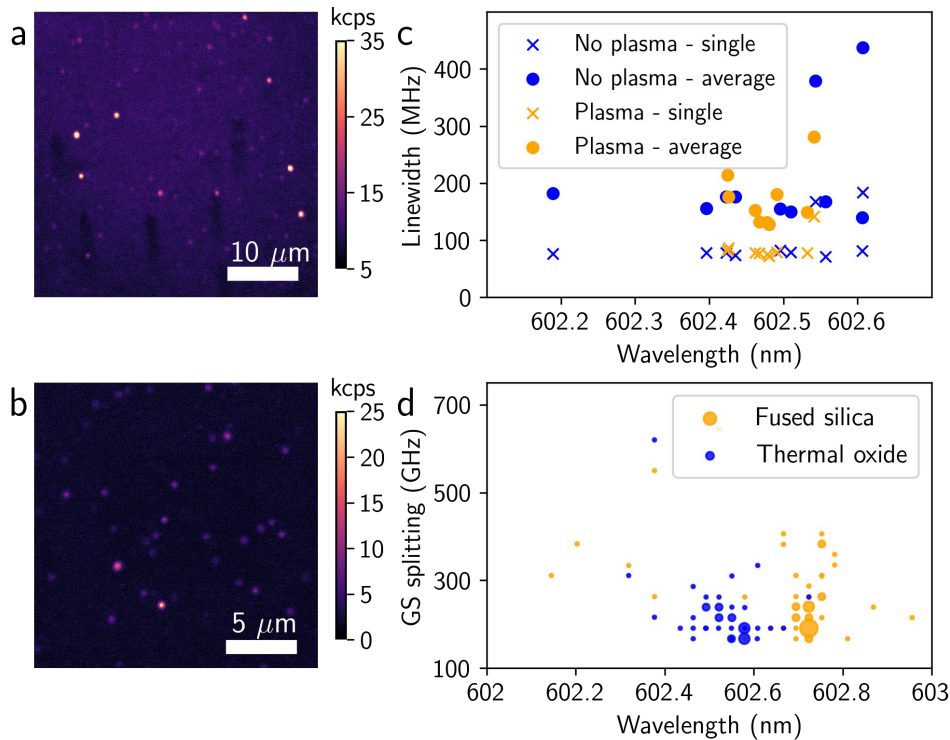 a
kcps
35
25
15
5
10 μm
c
Linewidth (MHz)
400
300
200
100
0
No plasma - single
No plasma - average
Plasma - single
Plasma - average
602.2 602.3 602.4 602.5 602.6
Wavelength (nm)
b
kcps
25
20
15
10
5
0
5 μm
d
GS splitting (GHz)
700
500
300
100
Fused silica
Thermal oxide
602 602.2 602.4 602.6 602.8 603
Wavelength (nm)